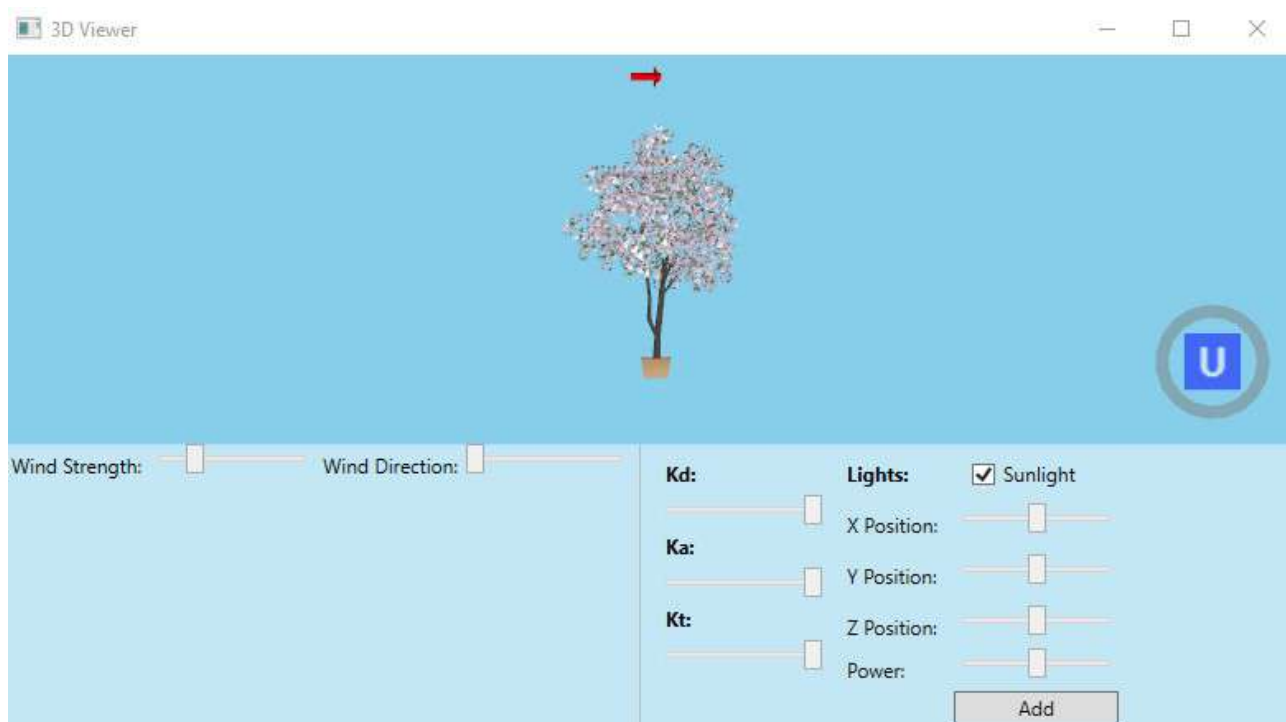 3D Viewer
U
Wind Strength:
Wind Direction:
Kd:
Ka:
Kt:
Lights:
Sunlight
X Position:
Y Position:
Z Position:
Power:
Add